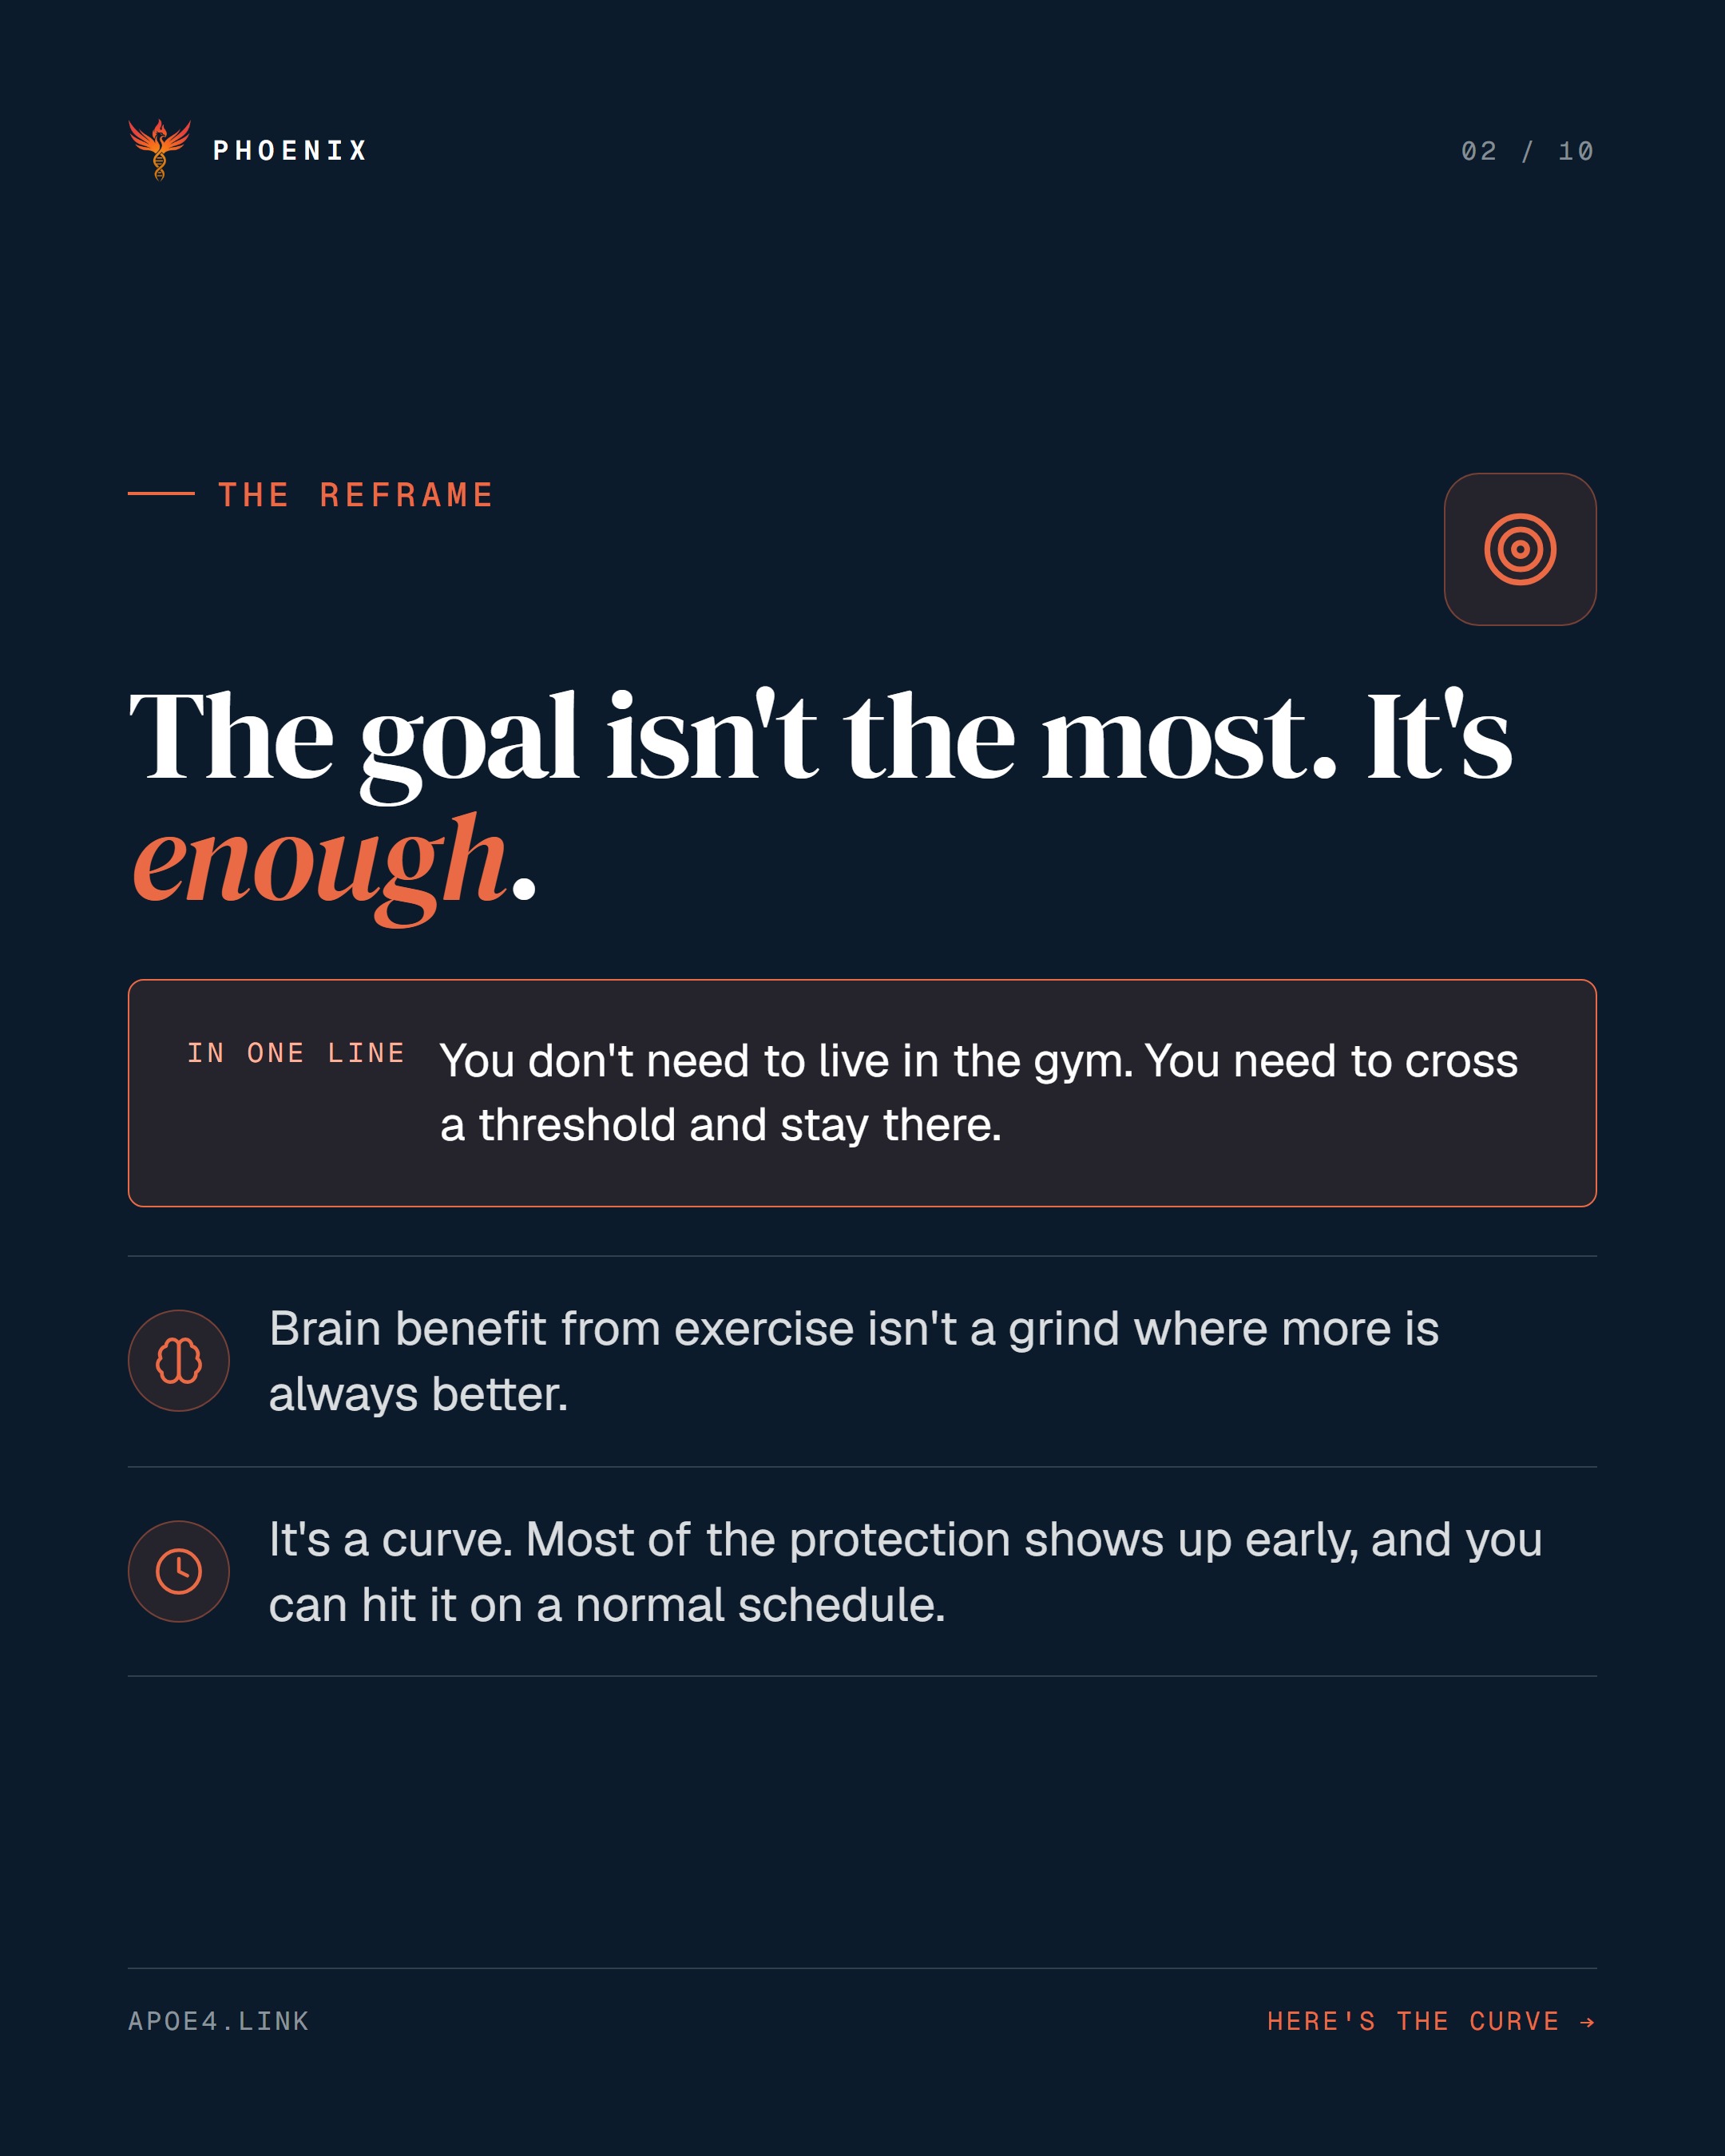 PHOENIX
02 / 10
THE REFRAME
The goal isn't the most. It's
enough.
IN ONE LINE
You don't need to live in the gym. You need to cross
a threshold and stay there.
Brain benefit from exercise isn't a grind where more is
always better.
It's a curve. Most of the protection shows up early, and you
can hit it on a normal schedule.
APOE4.LINK
HERE'S THE CURVE →